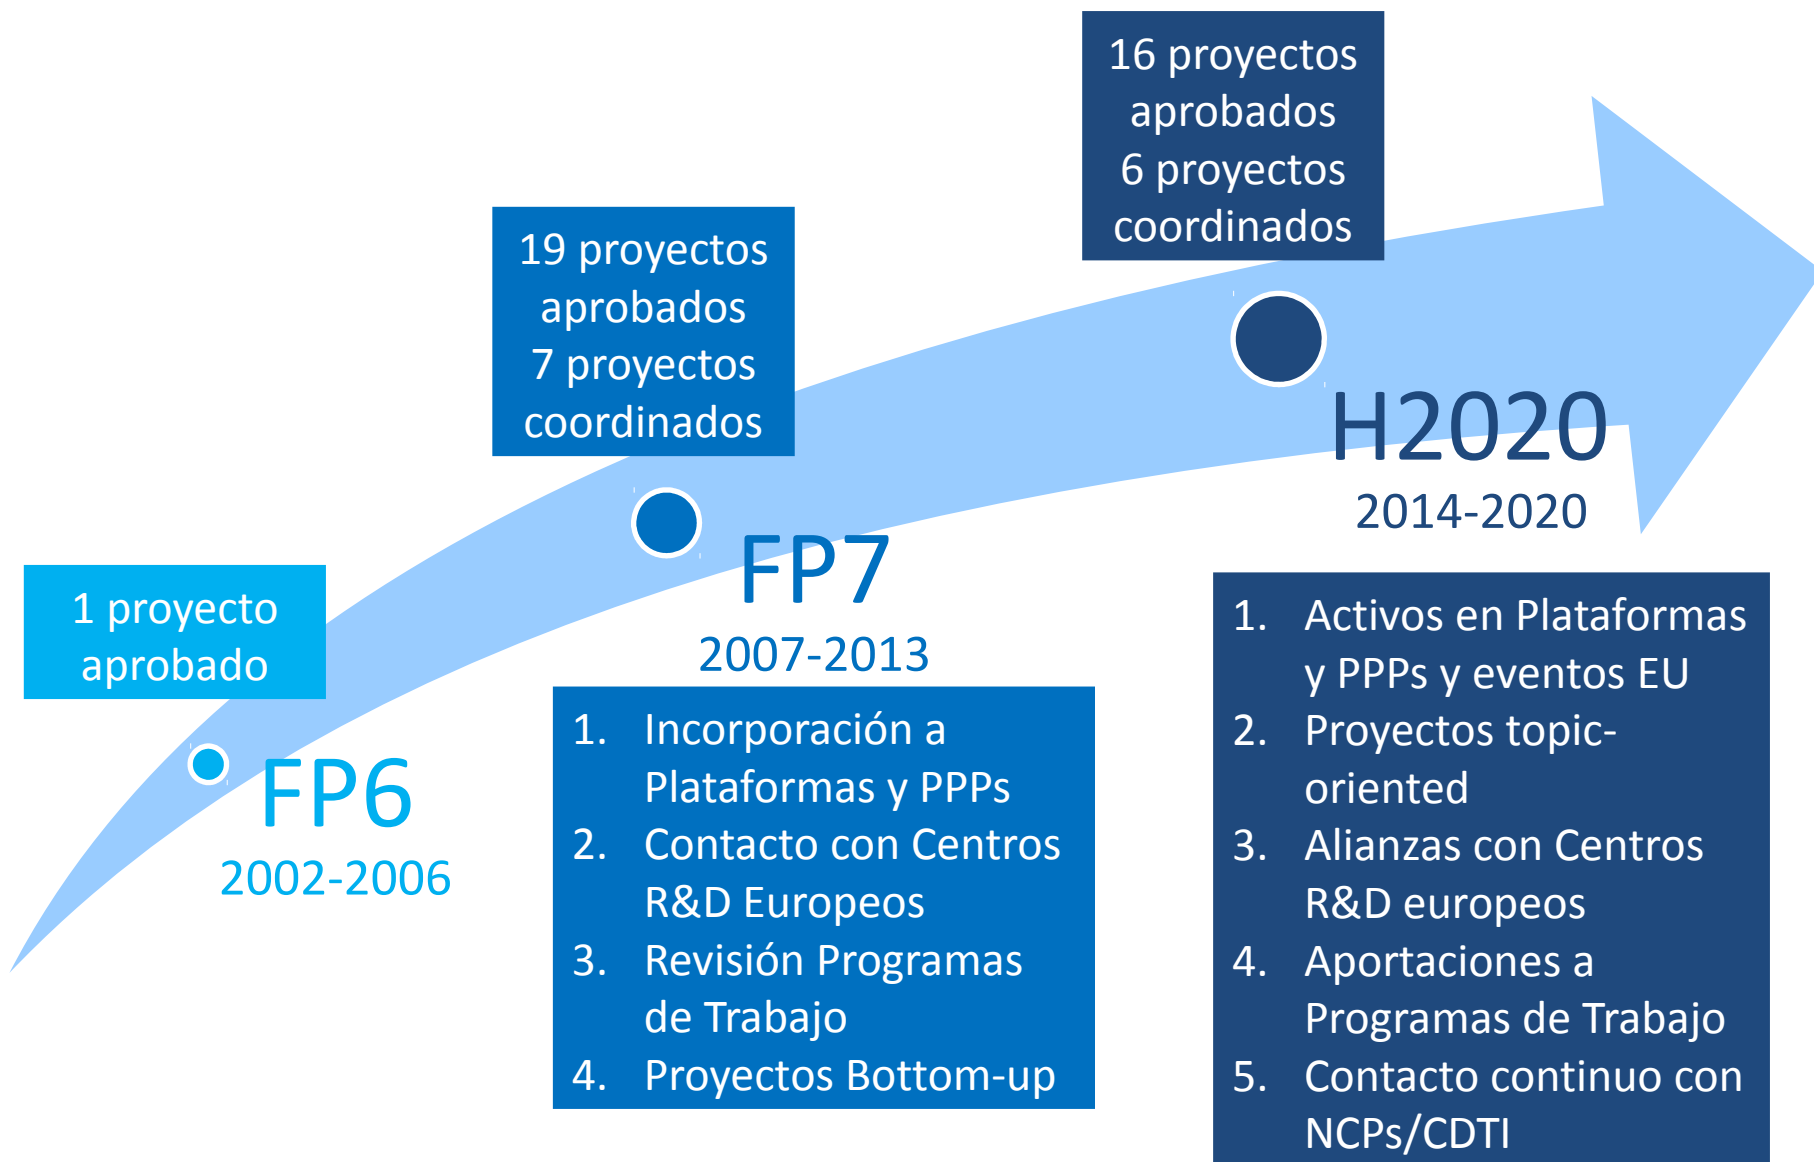 1 proyecto
aprobado
FP6
2002-2006
19 proyectos
aprobados
7 proyectos
coordinados
FP7
2007-2013
1. Incorporación a
Plataformas y PPPs
2. Contacto con Centros
R&D Europeos
3. Revisión Programas
de Trabajo
4. Proyectos Bottom-up
16 proyectos
aprobados
6 proyectos
coordinados
H2020
2014-2020
1. Activos en Plataformas
y PPPs y eventos EU
2. Proyectos topic-
oriented
3. Alianzas con Centros
R&D europeos
4. Aportaciones a
Programas de Trabajo
5. Contacto continuo con
NCPs/CDTI